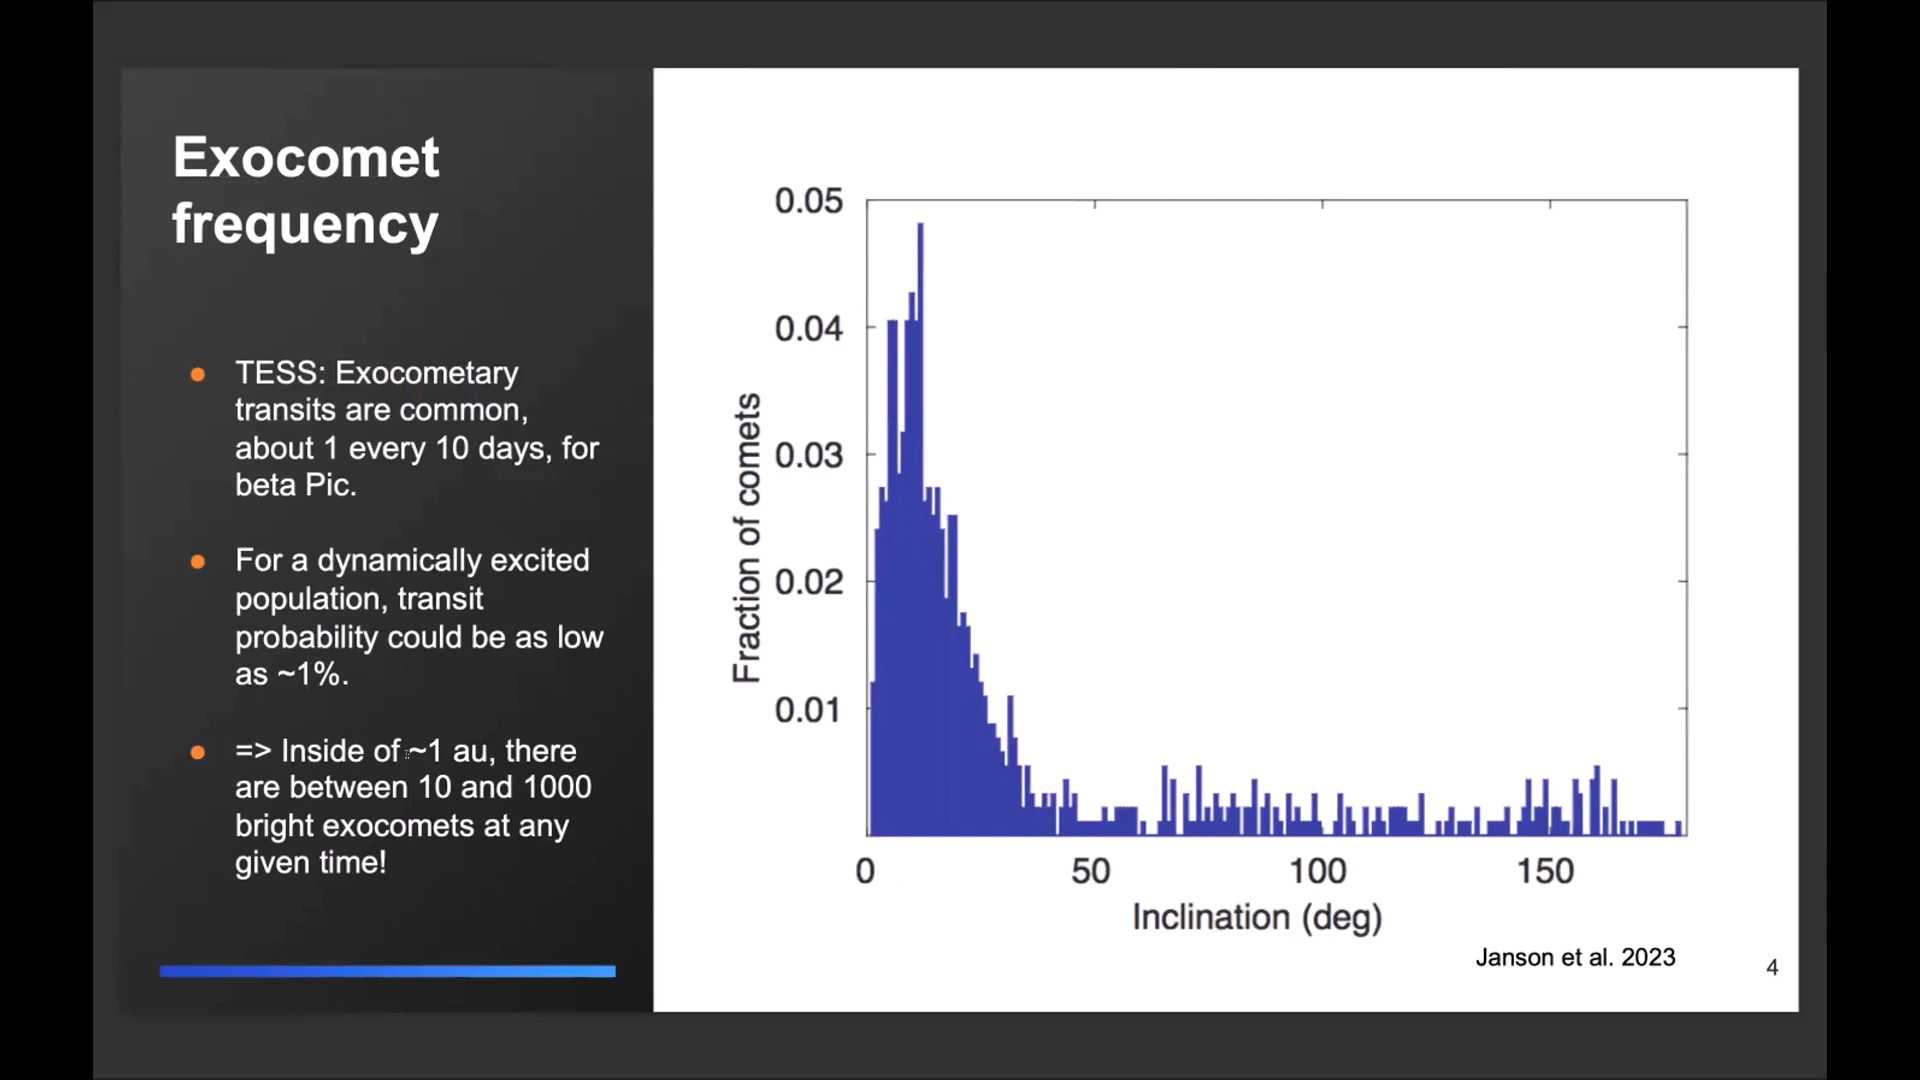 Exocomet
frequency
TESS: Exocometary
transits are common,
about 1 every 10 days, for
beta Pic.
For a dynamically excited
population, transit
probability could be as low
as ~1%.
=> Inside of ~1 au, there
are between 10 and 1000
bright exocomets at any
given time!
0.05
0.04
0.03
0.02
0.01
Fraction of comets
0 50 100 150
Inclination (deg)
Janson et al. 2023
4